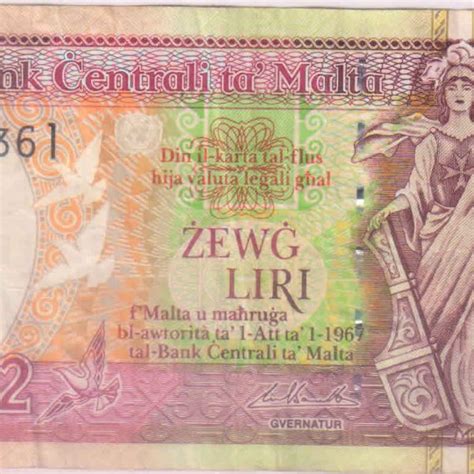 nk Ċentrali ta' Malta
361
Din il-karta tal-flus
hija valuta legali għal
ŻEWĠ
LIRI
f'Malta u maħruġa
bl-awtorità ta' l-Att ta' l-1967
tal-Bank Ċentrali ta' Malta
2
GVERNATUR